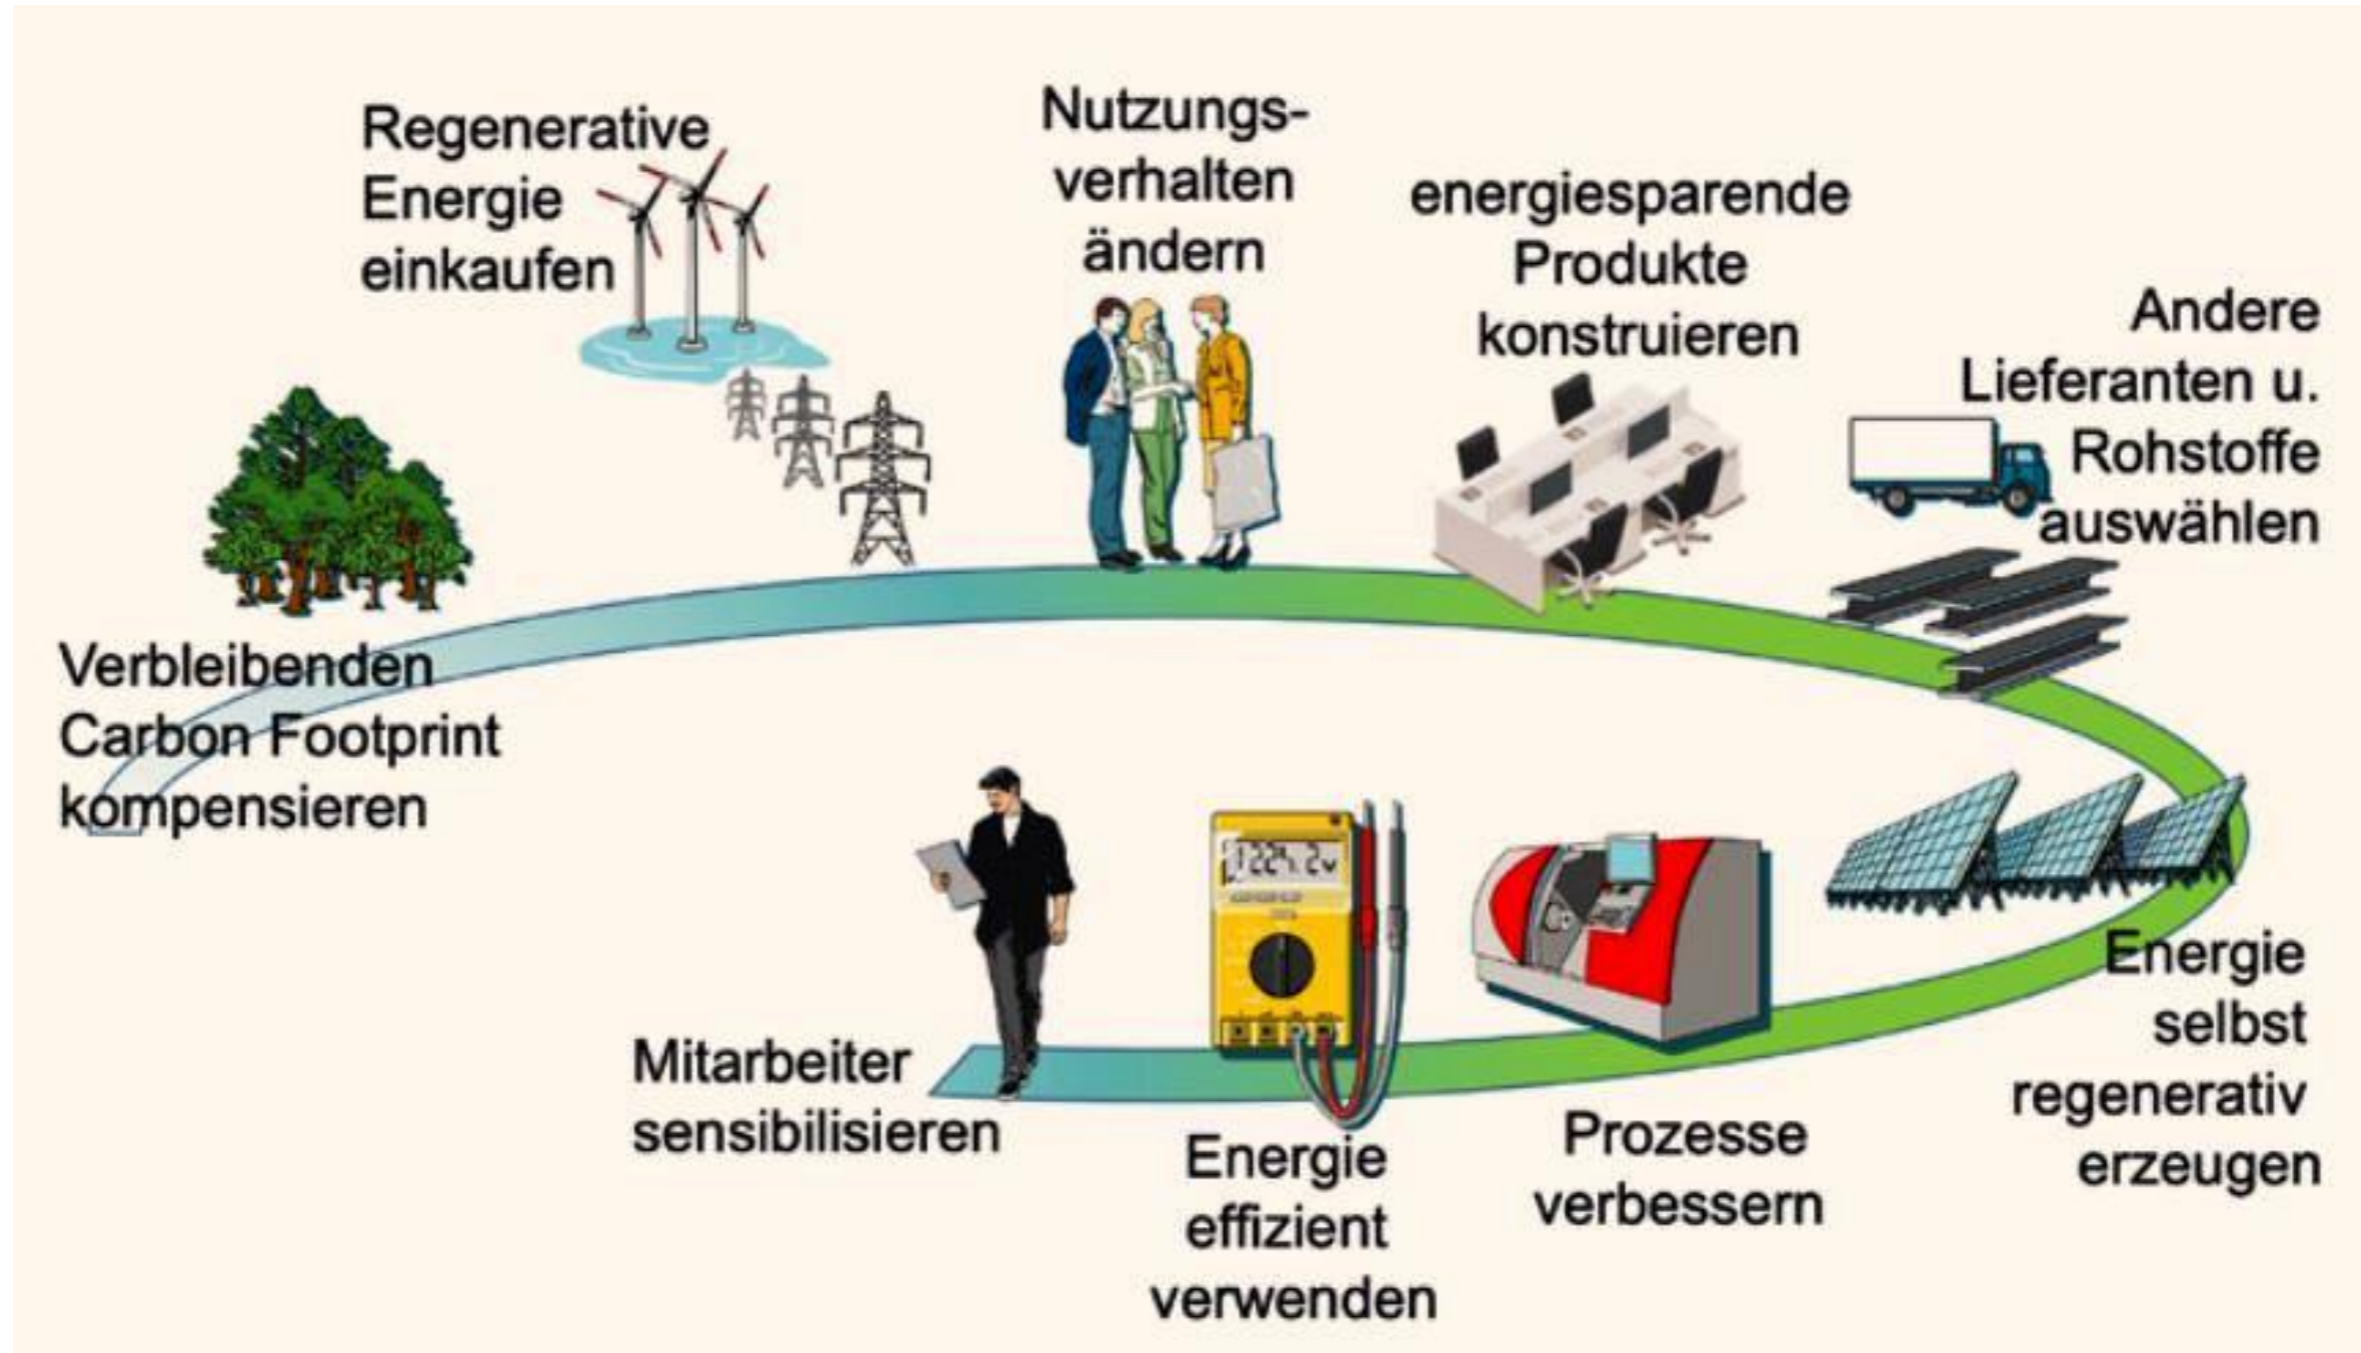 Regenerative
Energie
einkaufen
Nutzungs-
verhalten
ändern
energiesparende
Produkte
konstruieren
Andere
Lieferanten u.
Rohstoffe
auswählen
Verbleibenden
Carbon Footprint
kompensieren
Mitarbeiter
sensibilisieren
Energie
effizient
verwenden
Prozesse
verbessern
Energie
selbst
regenerativ
erzeugen